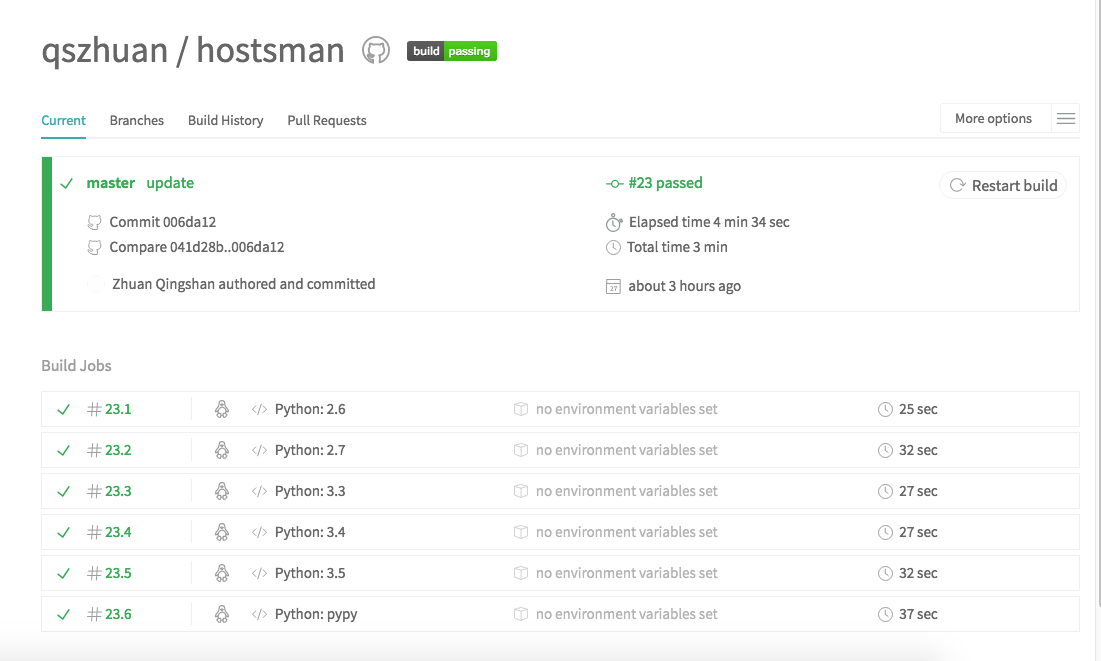 qszhuan / hostsman build passing
Current Branches Build History Pull Requests More options
master update #23 passed Restart build
Commit 006da12 Elapsed time 4 min 34 sec
Compare 041d28b..006da12 Total time 3 min
Zhuan Qingshan authored and committed 27 about 3 hours ago
Build Jobs
# 23.1 </> Python: 2.6 no environment variables set 25 sec
# 23.2 </> Python: 2.7 no environment variables set 32 sec
# 23.3 </> Python: 3.3 no environment variables set 27 sec
# 23.4 </> Python: 3.4 no environment variables set 27 sec
# 23.5 </> Python: 3.5 no environment variables set 32 sec
# 23.6 </> Python: pypy no environment variables set 37 sec